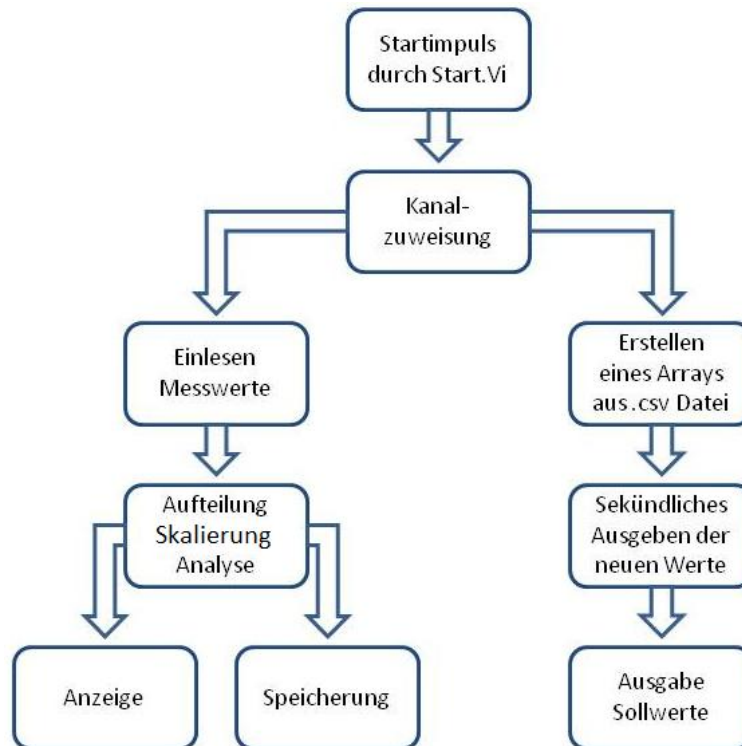 Startimpuls
durch Start.Vi
Kanal-
zuweisung
Einlesen
Messwerte
Erstellen
eines Arrays
aus .csv Datei
Aufteilung
Skalierung
Analyse
Sekündliches
Ausgeben der
neuen Werte
Anzeige
Speicherung
Ausgabe
Sollwerte